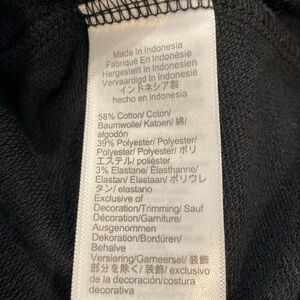 Made In Indonesia
Fabriqué En Indonésie
Hergestellt In Indonesien
Vervaardigd In Indonesië
インドネシア製
hecho en indonesia
58% Cotton/ Coton/
Baumwolle/ Katoen/ 綿/
algodón
39% Polyester/ Polyester/
Polyester/ Polyester/ ポリ
エステル/ poliéster
3% Elastane/ Élasthanne/
Elastan/ Elastaan/ ポリウレ
タン/ elastano
Exclusive of
Decoration/Trimming/ Sauf
Décoration/Garniture/
Ausgenommen
Dekoration/Bordüren/
Behalve
Versiering/Gameersel/ 装飾
部分を除く/ 装飾/ exclusivo
de la decoración/costura
decorativa